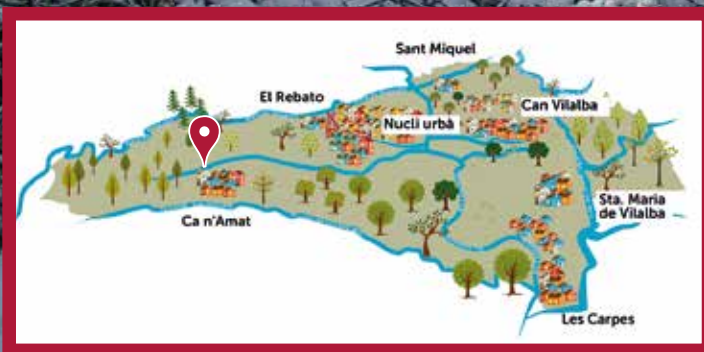 Sant Miquel
El Rebato
Can Vilalba
Nucli urbà
Sta. Maria
de Vilalba
Ca n'Amat
Les Carpes